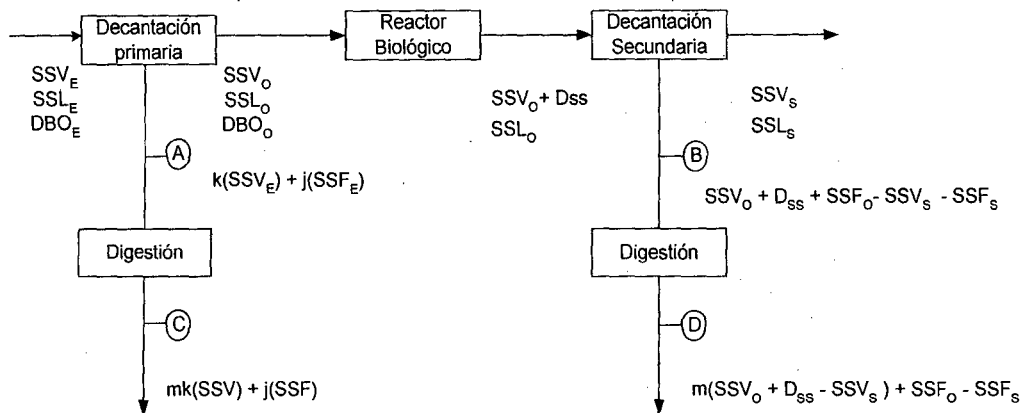 Decantación
primaria
Reactor
Biológico
Decantación
Secundaria
SSV_E
SSL_E
DBO_E
SSV_O
SSL_O
DBO_O
SSV_O + Dss
SSL_O
SSV_S
SSL_S
A
B
k(SSV_E) + j(SSF_E)
SSV_O + D_SS + SSF_O - SSV_S - SSF_S
Digestión
Digestión
C
D
mk(SSV) + j(SSF)
m(SSV_O + D_SS - SSV_S ) + SSF_O - SSF_S